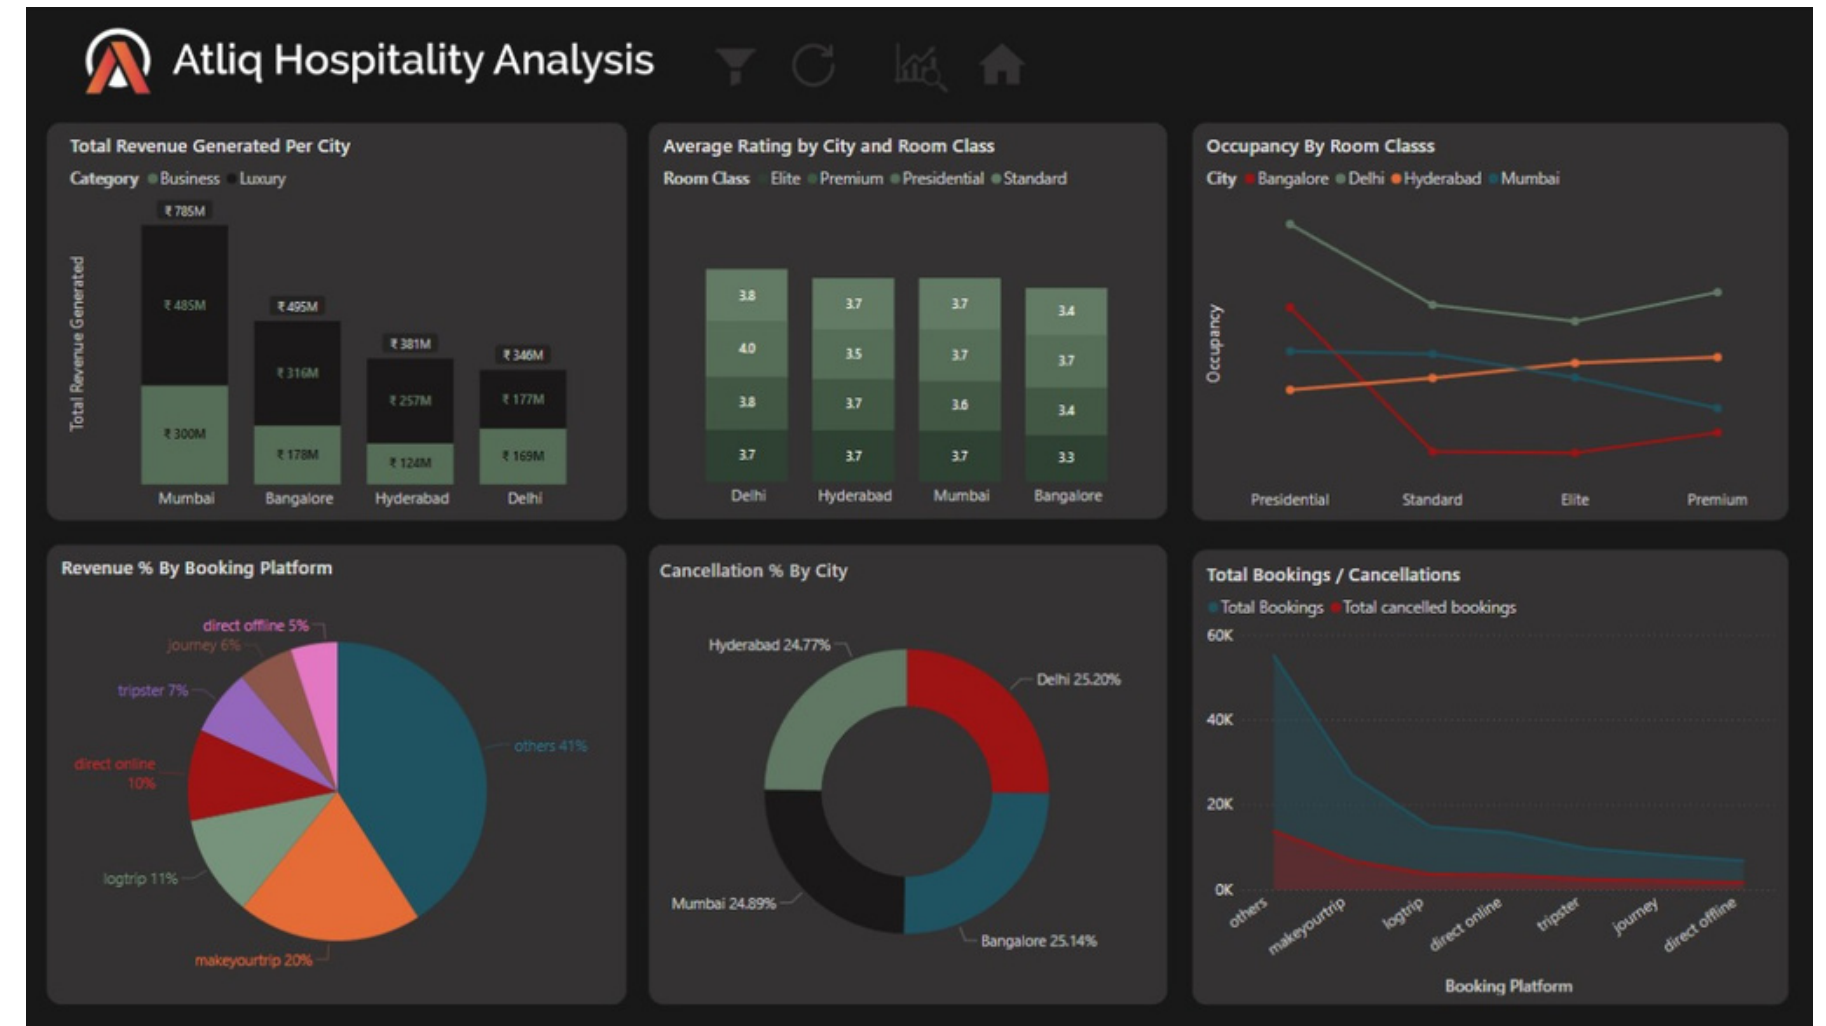 Atliq Hospitality Analysis
Total Revenue Generated Per City
Category Business Luxury
Total Revenue Generated
₹ 785M
₹ 485M
₹ 300M
₹ 495M
₹ 316M
₹ 178M
₹ 381M
₹ 257M
₹ 124M
₹ 346M
₹ 177M
₹ 169M
Mumbai Bangalore Hyderabad Delhi
Average Rating by City and Room Class
Room Class Elite Premium Presidential Standard
3.8 3.7 3.7 3.4
4.0 3.5 3.7 3.7
3.8 3.7 3.6 3.4
3.7 3.7 3.7 3.3
Delhi Hyderabad Mumbai Bangalore
Occupancy By Room Classs
City Bangalore Delhi Hyderabad Mumbai
Occupancy
Presidential Standard Elite Premium
Revenue % By Booking Platform
direct offline 5%
journey 6%
tripster 7%
others 41%
direct online
10%
logtrip 11%
makeyourtrip 20%
Cancellation % By City
Hyderabad 24.77%
Delhi 25.20%
Mumbai 24.89%
Bangalore 25.14%
Total Bookings / Cancellations
Total Bookings Total cancelled bookings
60K
40K
20K
0K
others makeyourtrip logtrip direct online tripster journey direct offline
Booking Platform